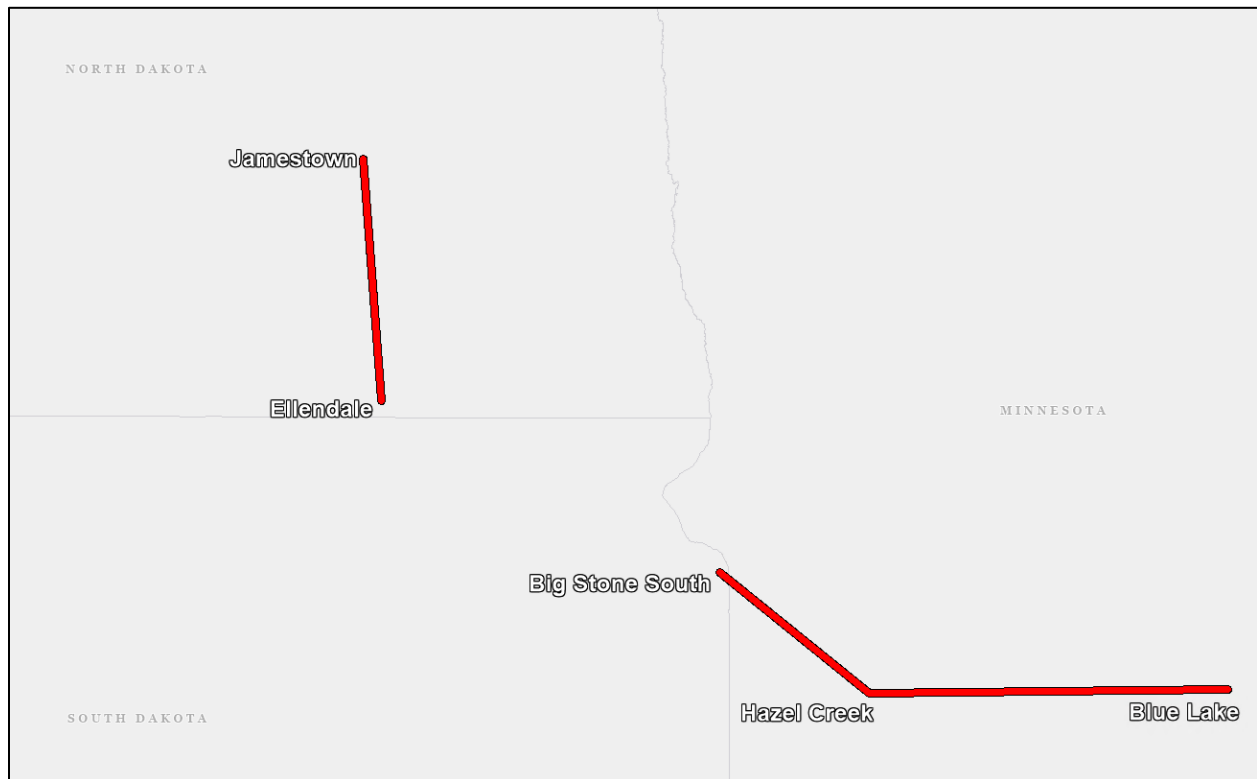 NORTH DAKOTA
Jamestown
Ellendale
MINNESOTA
Big Stone South
Hazel Creek
Blue Lake
SOUTH DAKOTA